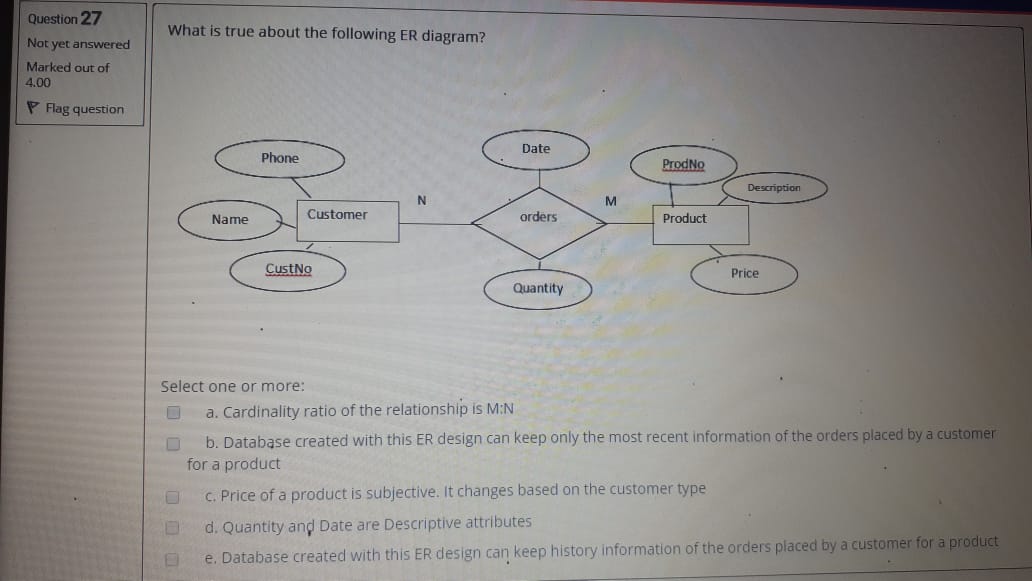 Question 27
Not yet answered
Marked out of
4.00
Flag question
What is true about the following ER diagram?
Phone
Name
Customer
CustNo
N
Date
orders
Quantity
M
ProdNo
Description
Product
Price
Select one or more:
a. Cardinality ratio of the relationship is M:N
b. Database created with this ER design can keep only the most recent information of the orders placed by a customer
for a product
c. Price of a product is subjective. It changes based on the customer type
d. Quantity and Date are Descriptive attributes
e. Database created with this ER design can keep history information of the orders placed by a customer for a product